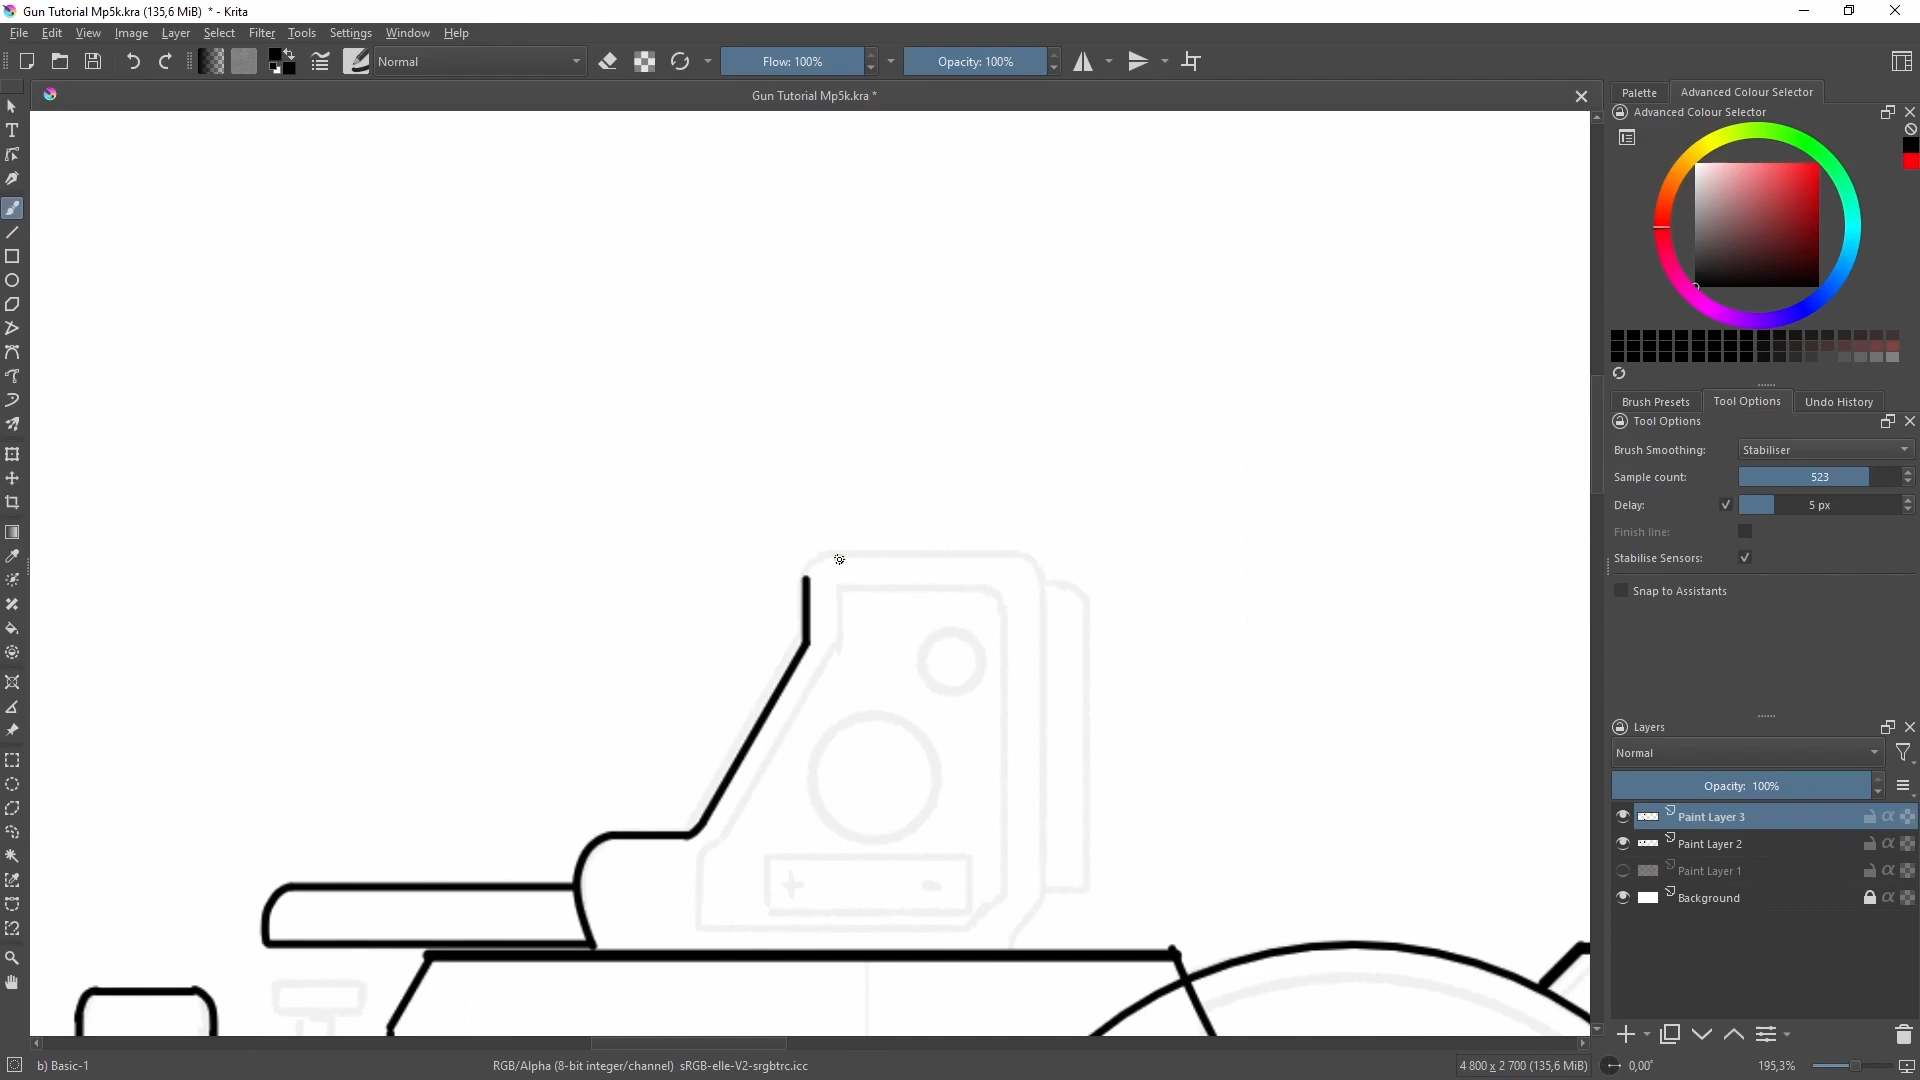 Gun Tutorial Mp5k.kra (135,6 MiB) * - Krita
File Edit View Image Layer Select Filter Tools Settings Window Help
Normal Flow: 100% Opacity: 100%
Gun Tutorial Mp5k.kra *
Palette Advanced Colour Selector
Advanced Colour Selector
Brush Presets Tool Options Undo History
Tool Options
Brush Smoothing: Stabiliser
Sample count: 523
Delay: 5 px
Finish line:
Stabilise Sensors:
Snap to Assistants
Layers
Normal
Opacity: 100%
Paint Layer 3
Paint Layer 2
Paint Layer 1
Background
b) Basic-1 RGB/Alpha (8-bit integer/channel) sRGB-elle-V2-srgbtrc.icc 4 800 x 2 700 (135,6 MiB) 0,00° 195,3%